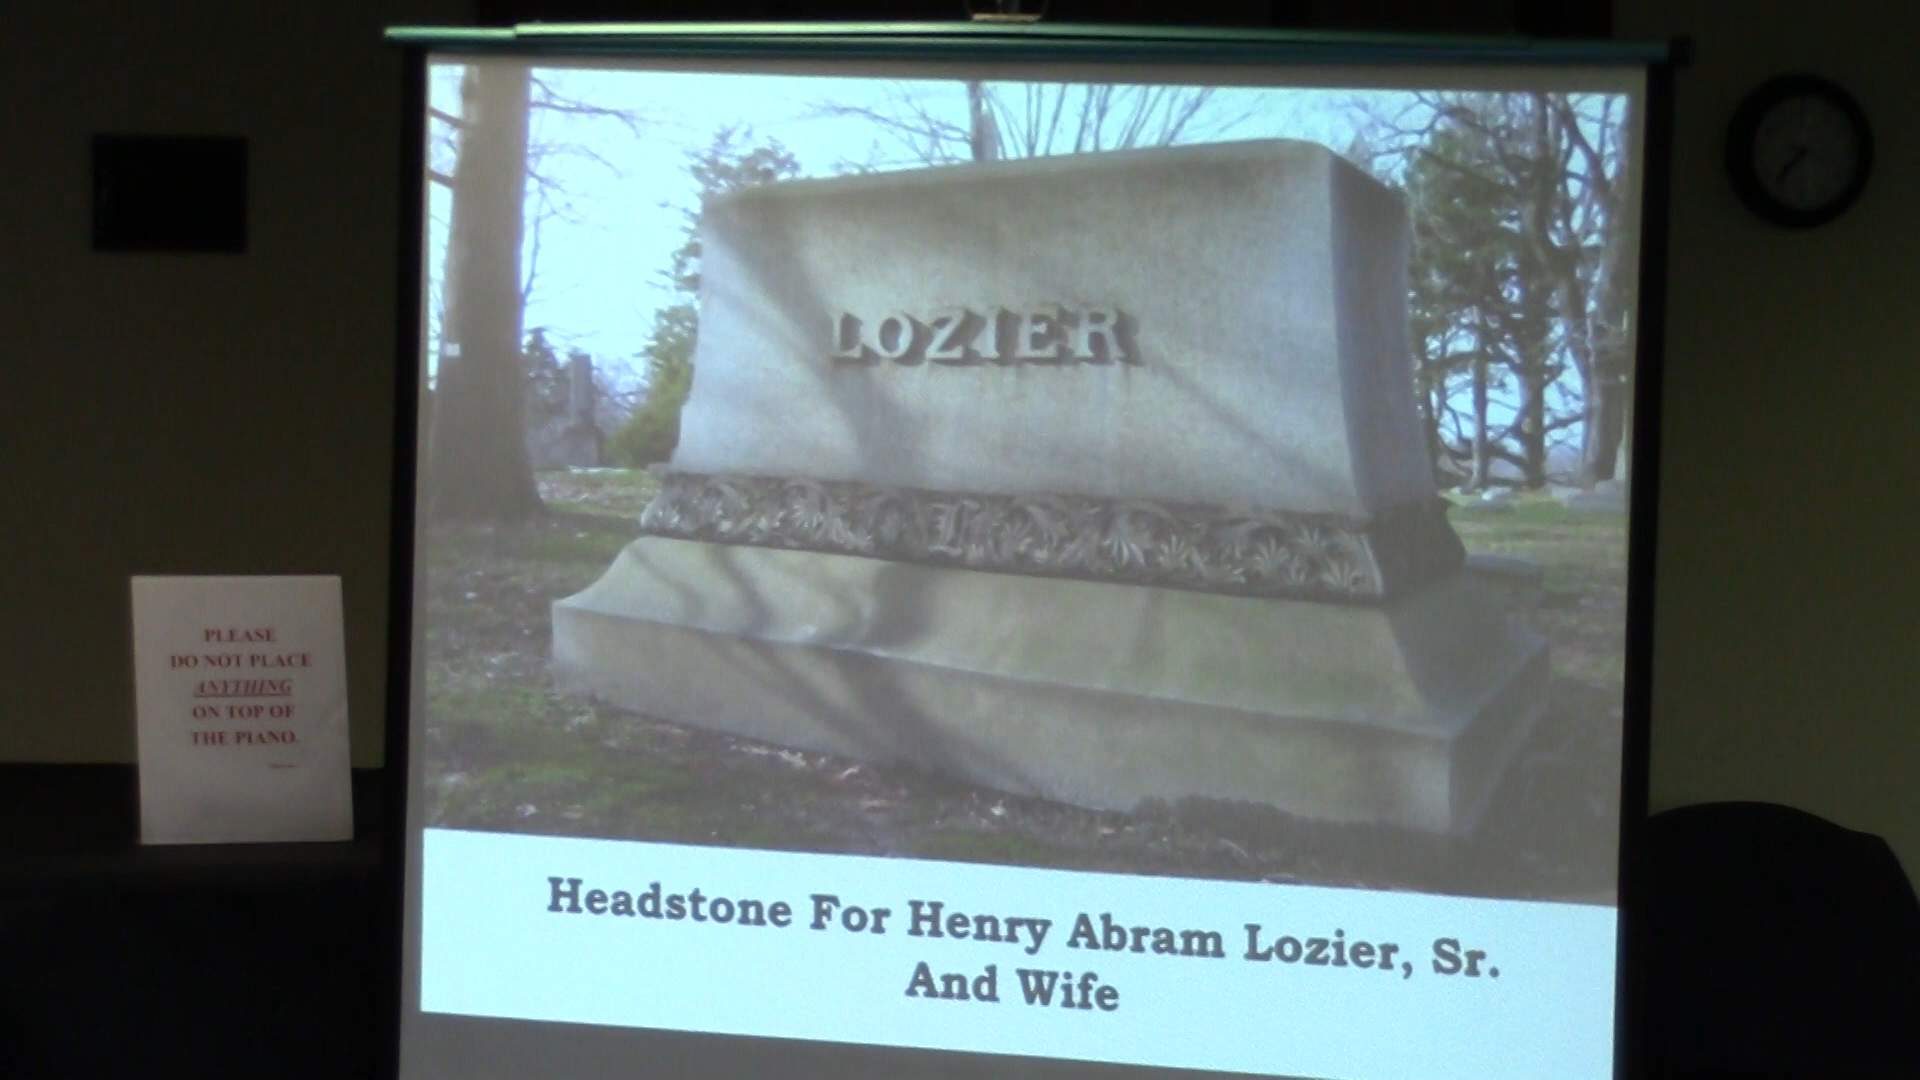 LOZIER
L
PLEASE
DO NOT PLACE
ANYTHING
ON TOP OF
THE PIANO.
Headstone For Henry Abram Lozier, Sr.
And Wife